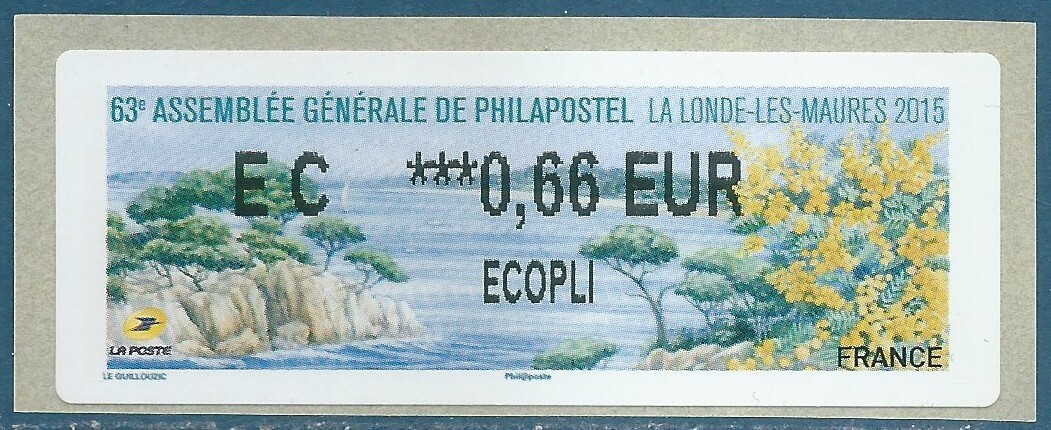 63e ASSEMBLÉE GÉNÉRALE DE PHILAPOSTEL LA LONDE-LES-MAURES 2015
EC ***0,66 EUR
ECOPLI
LA POSTE
FRANCE
LE GUILLOUZIC Phil@poste